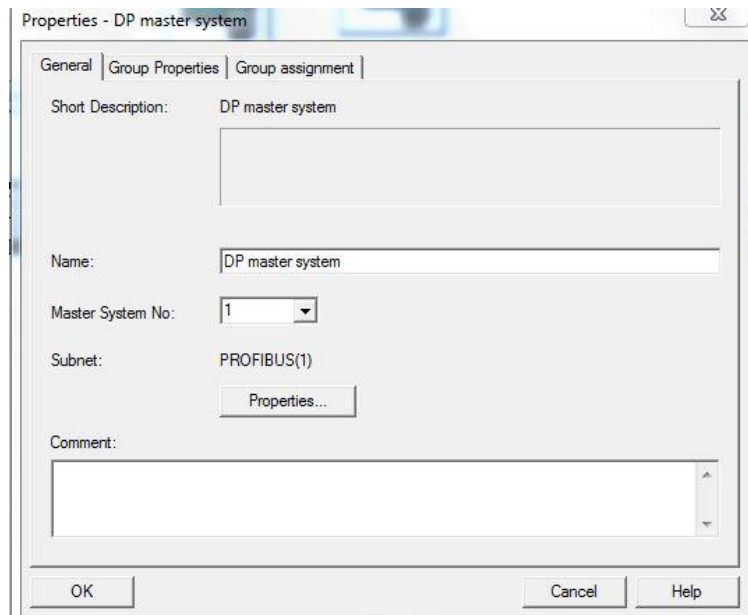 Properties - DP master system
General Group Properties Group assignment
Short Description: DP master system
Name: DP master system
Master System No: 1
Subnet: PROFIBUS(1)
Properties...
Comment:
OK Cancel Help